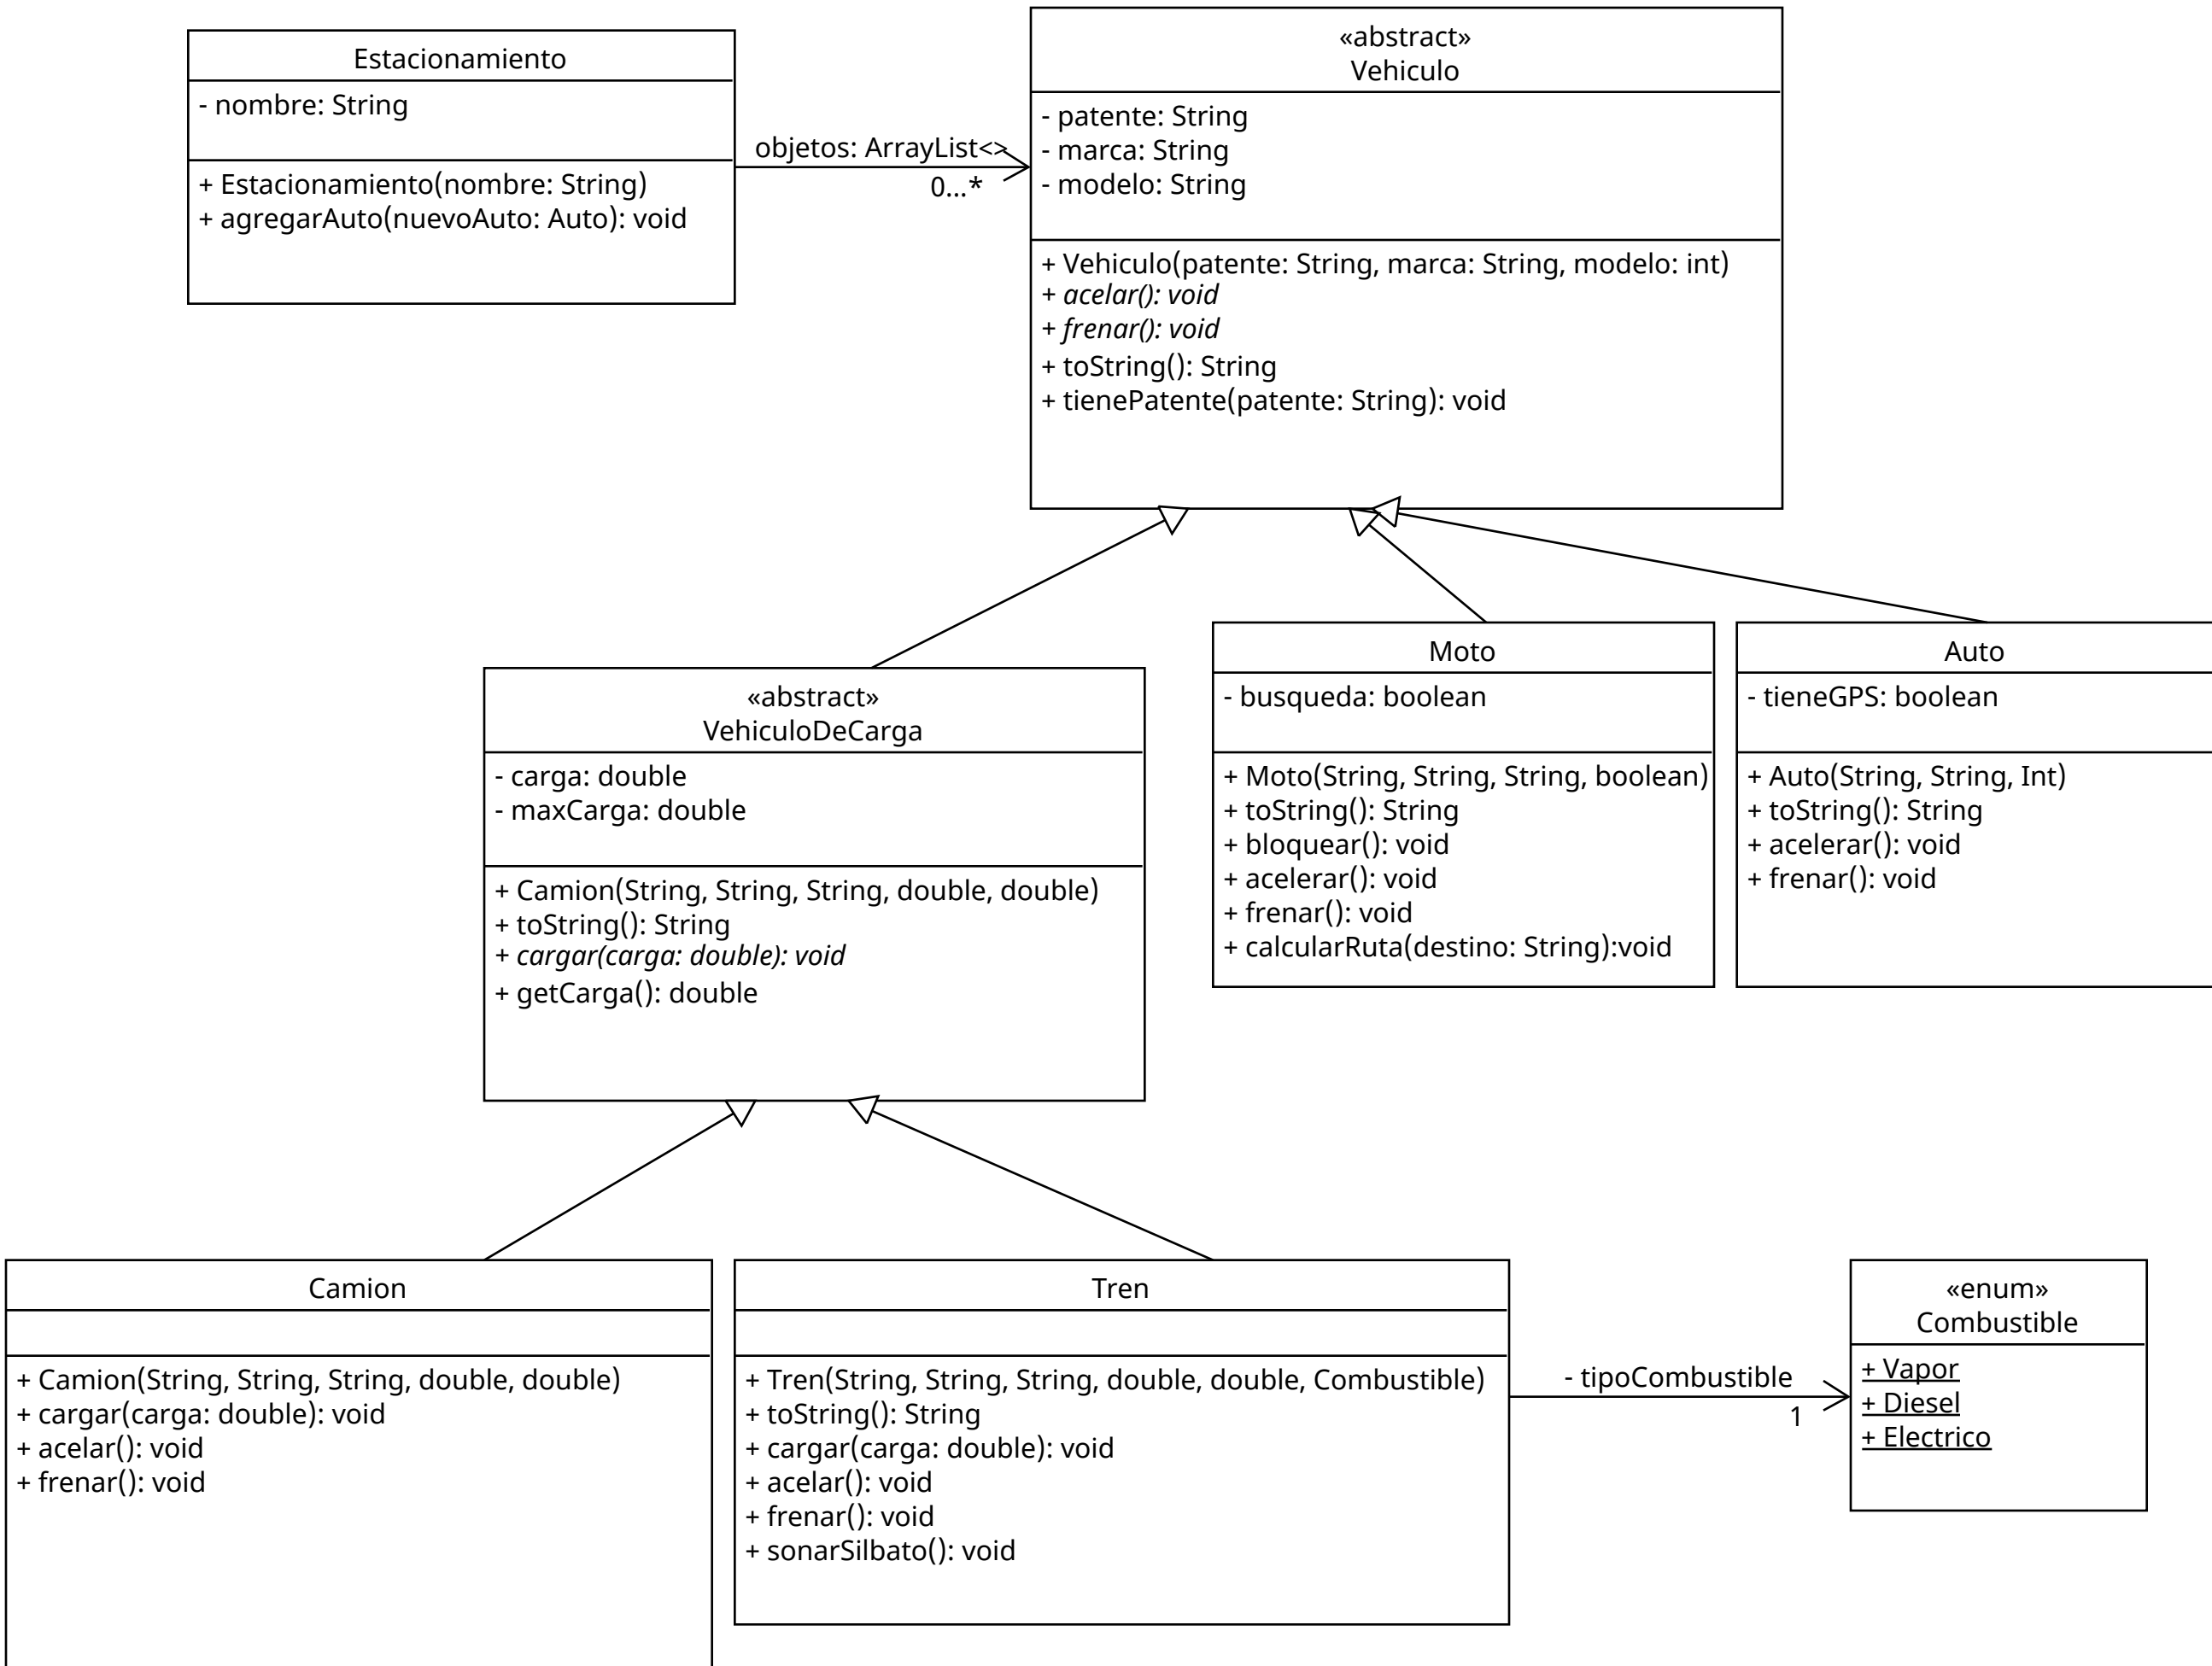 Estacionamiento
- nombre: String
+ Estacionamiento(nombre: String)
+ agregarAuto(nuevoAuto: Auto): void
objetos: ArrayList<>
0...*
«abstract»
Vehiculo
- patente: String
- marca: String
- modelo: String
+ Vehiculo(patente: String, marca: String, modelo: int)
+ acelar(): void
+ frenar(): void
+ toString(): String
+ tienePatente(patente: String): void
«abstract»
VehiculoDeCarga
- carga: double
- maxCarga: double
+ Camion(String, String, String, double, double)
+ toString(): String
+ cargar(carga: double): void
+ getCarga(): double
Moto
- busqueda: boolean
+ Moto(String, String, String, boolean)
+ toString(): String
+ bloquear(): void
+ acelerar(): void
+ frenar(): void
+ calcularRuta(destino: String):void
Auto
- tieneGPS: boolean
+ Auto(String, String, Int)
+ toString(): String
+ acelerar(): void
+ frenar(): void
Camion
+ Camion(String, String, String, double, double)
+ cargar(carga: double): void
+ acelar(): void
+ frenar(): void
Tren
+ Tren(String, String, String, double, double, Combustible)
+ toString(): String
+ cargar(carga: double): void
+ acelar(): void
+ frenar(): void
+ sonarSilbato(): void
- tipoCombustible
1
«enum»
Combustible
+ Vapor
+ Diesel
+ Electrico